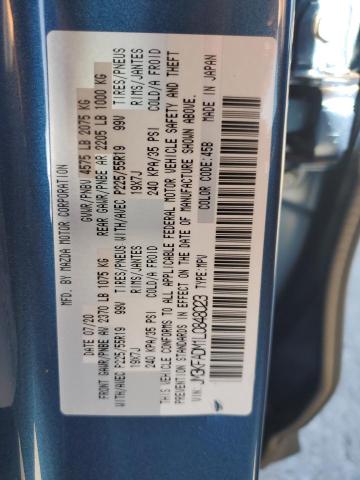 MFD. BY MAZDA MOTOR CORPORATION
07/20 GVWR/PNBV 4575 LB 2075 KG
FRONT GAWR/PNBE AV 2370 LB 1075 KG REAR GAWR/PNBE AR 2205 LB 1000 KG
TIRES/PNEUS TIRES/PNEUS
WITH/AVEC P225/55R19 99V WITH/AVEC P225/55R19 99V
RIMS/JANTES 19X7J RIMS/JANTES 19X7J
COLD/A FROID 240 KPA/35 PSI COLD/A FROID 240 KPA/35 PSI
THIS VEHICLE CONFORMS TO ALL APPLICABLE FEDERAL MOTOR VEHICLE SAFETY AND THEFT
PREVENTION STANDARDS IN EFFECT ON THE DATE OF MANUFACTURE SHOWN ABOVE.
VIN: JM3KFADM1L0848023 MADE IN JAPAN
TYPE: MPV COLOR CODE: 45B